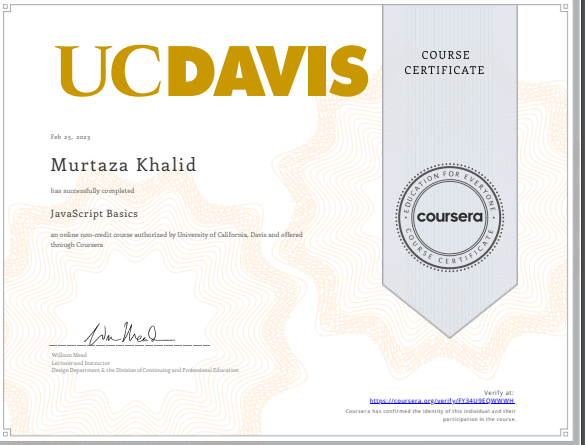 UCDAVIS
COURSE
CERTIFICATE
Feb 25, 2023
Murtaza Khalid
has successfully completed
JavaScript Basics
an online non-credit course authorized by University of California, Davis and offered
through Coursera
EDUCATION FOR EVERYONE
coursera
COURSE CERTIFICATE
William Mead
Lecturer and Instructor
Design Department & the Division of Continuing and Professional Education
Verify at:
https://coursera.org/verify/FY34U9EQWWWH
Coursera has confirmed the identity of this individual and their
participation in the course.